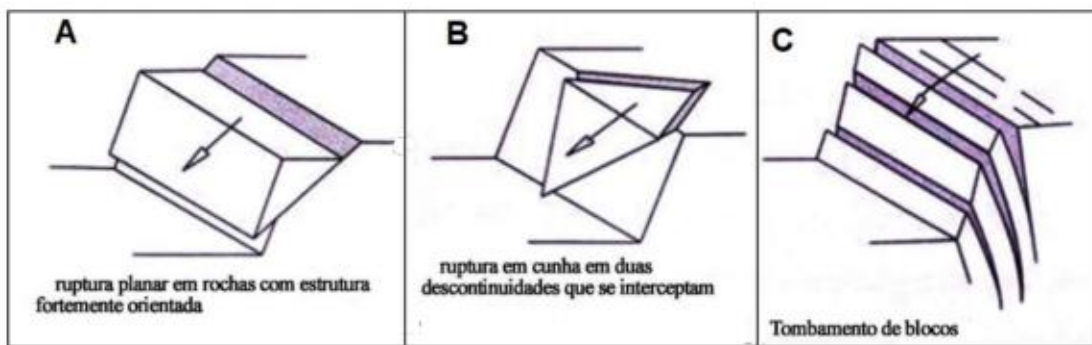 A
B
C
ruptura planar em rochas com estrutura
fortemente orientada
ruptura em cunha em duas
descontinuidades que se interceptam
Tombamento de blocos